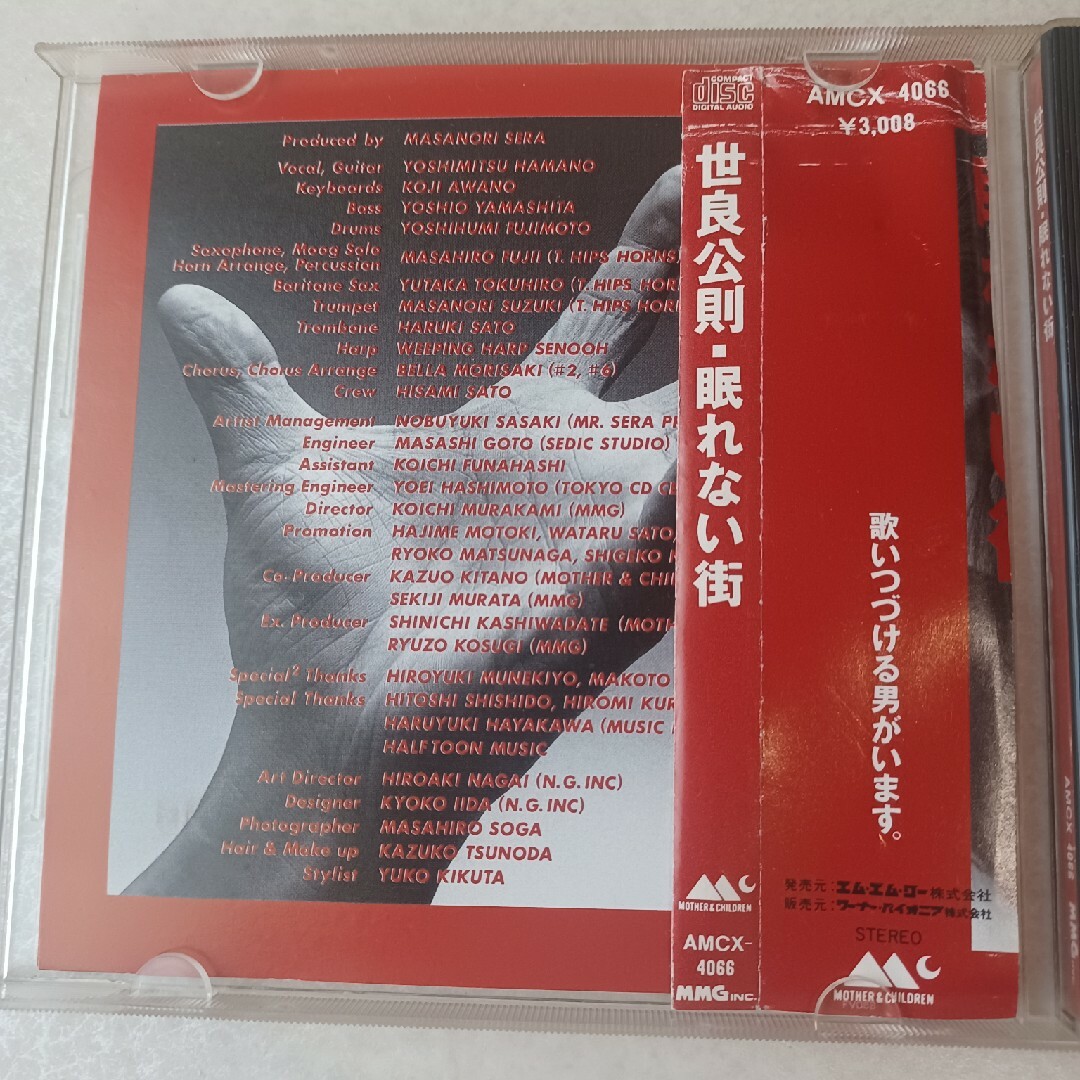 Produced by MASANORI SERA
Vocal, Guitar YOSHIMITSU HAMANO
Keyboards KOJI AWANO
Bass YOSHIO YAMASHITA
Drums YOSHIHUMI FUJIMOTO
Saxophone, Moog Solo
Horn Arrange, Percussion MASAHIRO FUJII (T. HIPS HORNS)
Baritone Sax YUTAKA TOKUHIRO (T. HIPS
Trumpet MASANORI SUZUKI (T. HIPS
Trombone HARUKI SATO
Harp WEEPING HARP SENOOH
Chorus, Chorus Arrange BELLA MORISAKI (#2, #6)
Crew HISAMI SATO
Artist Management NOBUYUKI SASAKI (MR. SERA
Engineer MASASHI GOTO (SEDIC STUDIO)
Assistant KOICHI FUNAHASHI
Mastering Engineer YOEI HASHIMOTO (TOKYO CD
Director KOICHI MURAKAMI (MMG)
Promotion HAJIME MOTOKI, WATARU SATO,
RYOKO MATSUNAGA, SHIGEKO
Co-Producer KAZUO KITANO (MOTHER &
SEKIJI MURATA (MMG)
Ex. Producer SHINICHI KASHIWADATE
RYUZO KOSUGI (MMG)
Special² Thanks HIROYUKI MUNEKIYO, MAKOTO
Special Thanks HITOSHI SHISHIDO, HIROMI
HARUYUKI HAYAKAWA (MUSIC
HALFTOON MUSIC
Art Director HIROAKI NAGAI (N.G. INC)
Designer KYOKO IIDA (N.G. INC)
Photographer MASAHIRO SOGA
Hair & Make up KAZUKO TSUNODA
Stylist YUKO KIKUTA
COMPACT
disc
DIGITAL AUDIO
世良公則・眠れない街
MOTHER & CHILDREN
AMCX-
4066
MMG INC.
AMCX 4066
¥3,008
歌いつづける男がいます。
発売元：エム・エム・ジー株式会社
販売元：ワーナー・パイオニア株式会社
STEREO
MOTHER & CHILDREN
世良公則・眠れない街
AMCX 4066
MMG